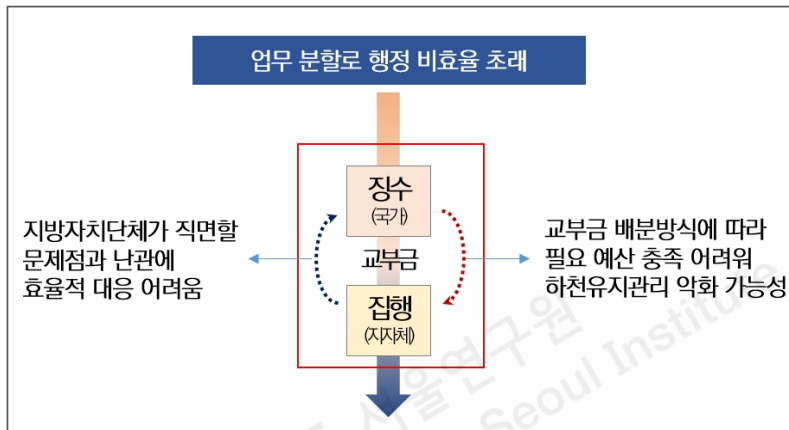 업무 분할로 행정 비효율 초래
징수
(국가)
지방자치단체가 직면할
문제점과 난관에
효율적 대응 어려움
교부금
교부금 배분방식에 따라
필요 예산 충족 어려워
하천유지관리 악화 가능성
집행
(지자체)
서울연구원
Seoul Institute